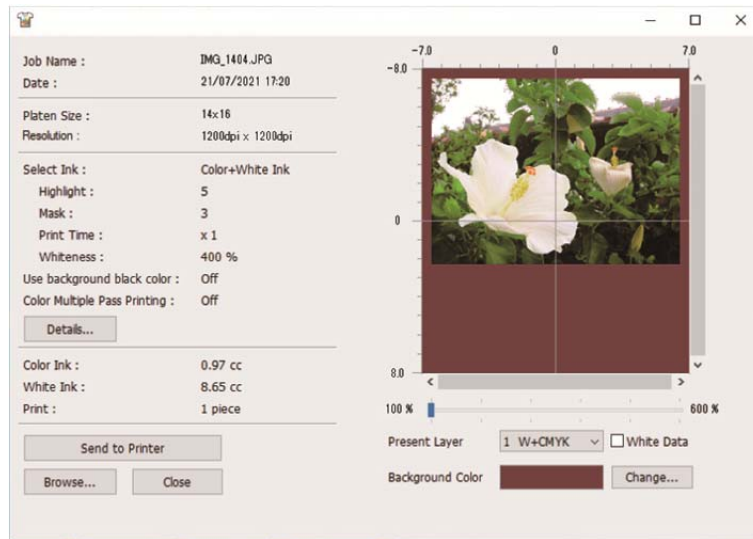 Job Name : IMG_1404.JPG
Date : 21/07/2021 17:20
Platen Size : 14x16
Resolution : 1200dpi x 1200dpi
Select Ink : Color+White Ink
Highlight : 5
Mask : 3
Print Time : x 1
Whiteness : 400 %
Use background black color : Off
Color Multiple Pass Printing : Off
Details...
Color Ink : 0.97 cc
White Ink : 8.65 cc
Print : 1 piece
Send to Printer
Browse... Close
-7.0 0 7.0
-8.0
0
8.0
100 % 600 %
Present Layer 1 W+CMYK White Data
Background Color Change...